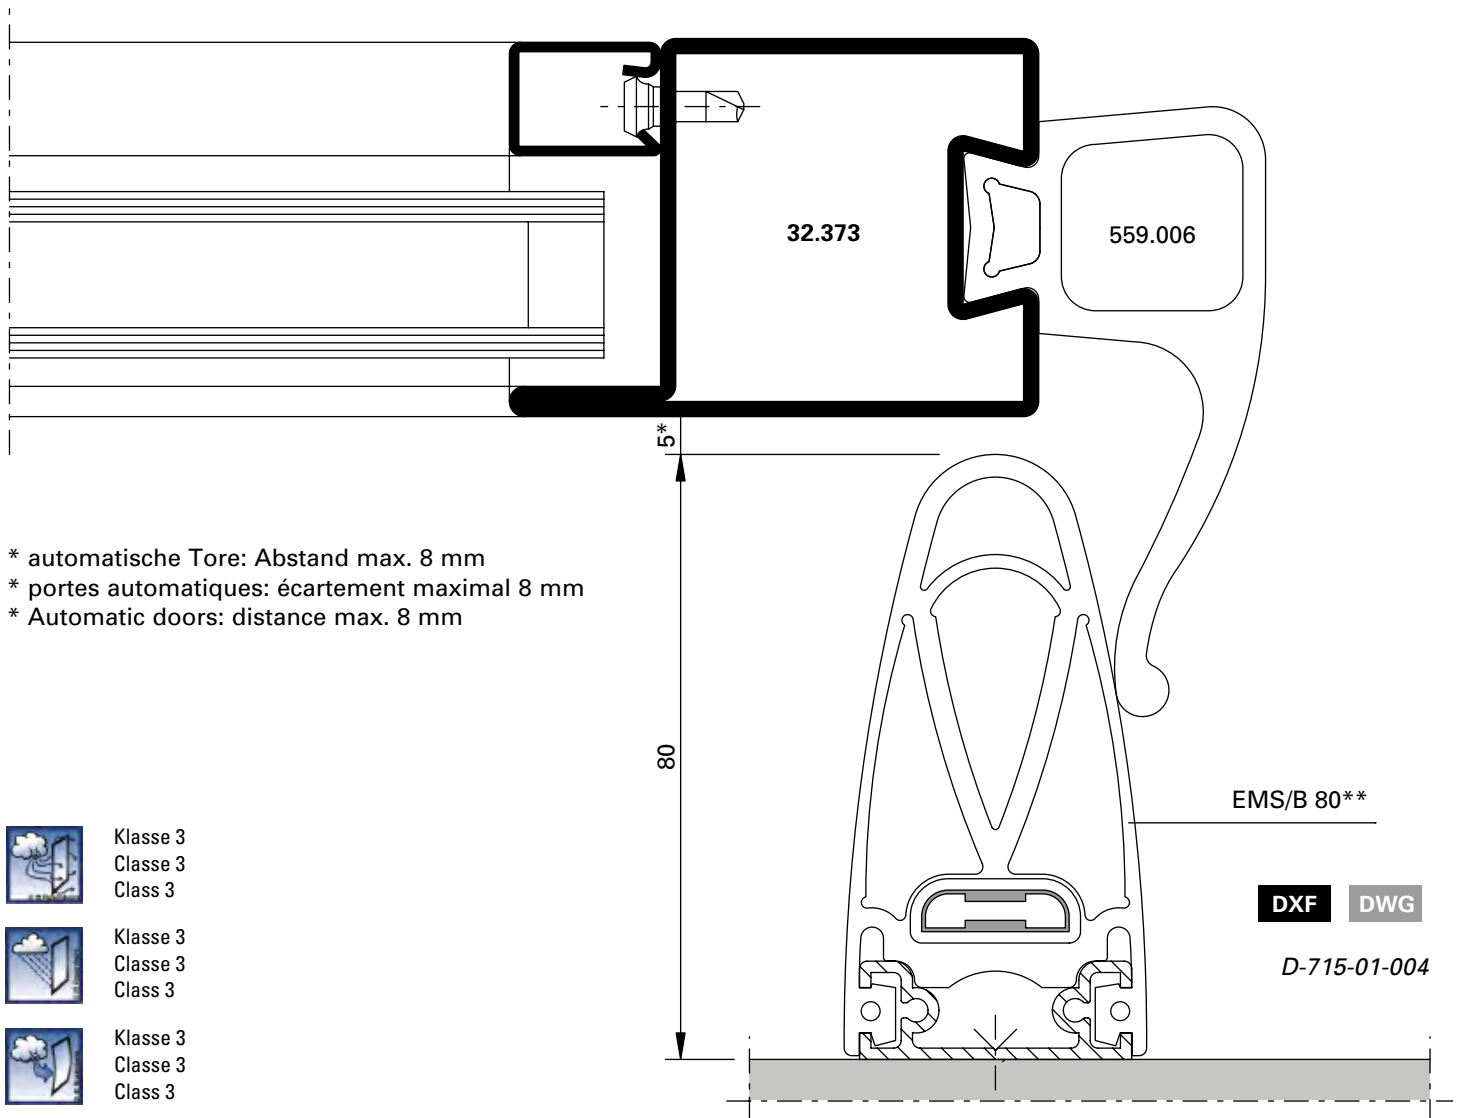 32.373
559.006
5*
* automatische Tore: Abstand max. 8 mm
* portes automatiques: écartement maximal 8 mm
* Automatic doors: distance max. 8 mm
80
EMS/B 80**
Klasse 3
Classe 3
Class 3
DXF DWG
Klasse 3
Classe 3
Class 3
D-715-01-004
Klasse 3
Classe 3
Class 3